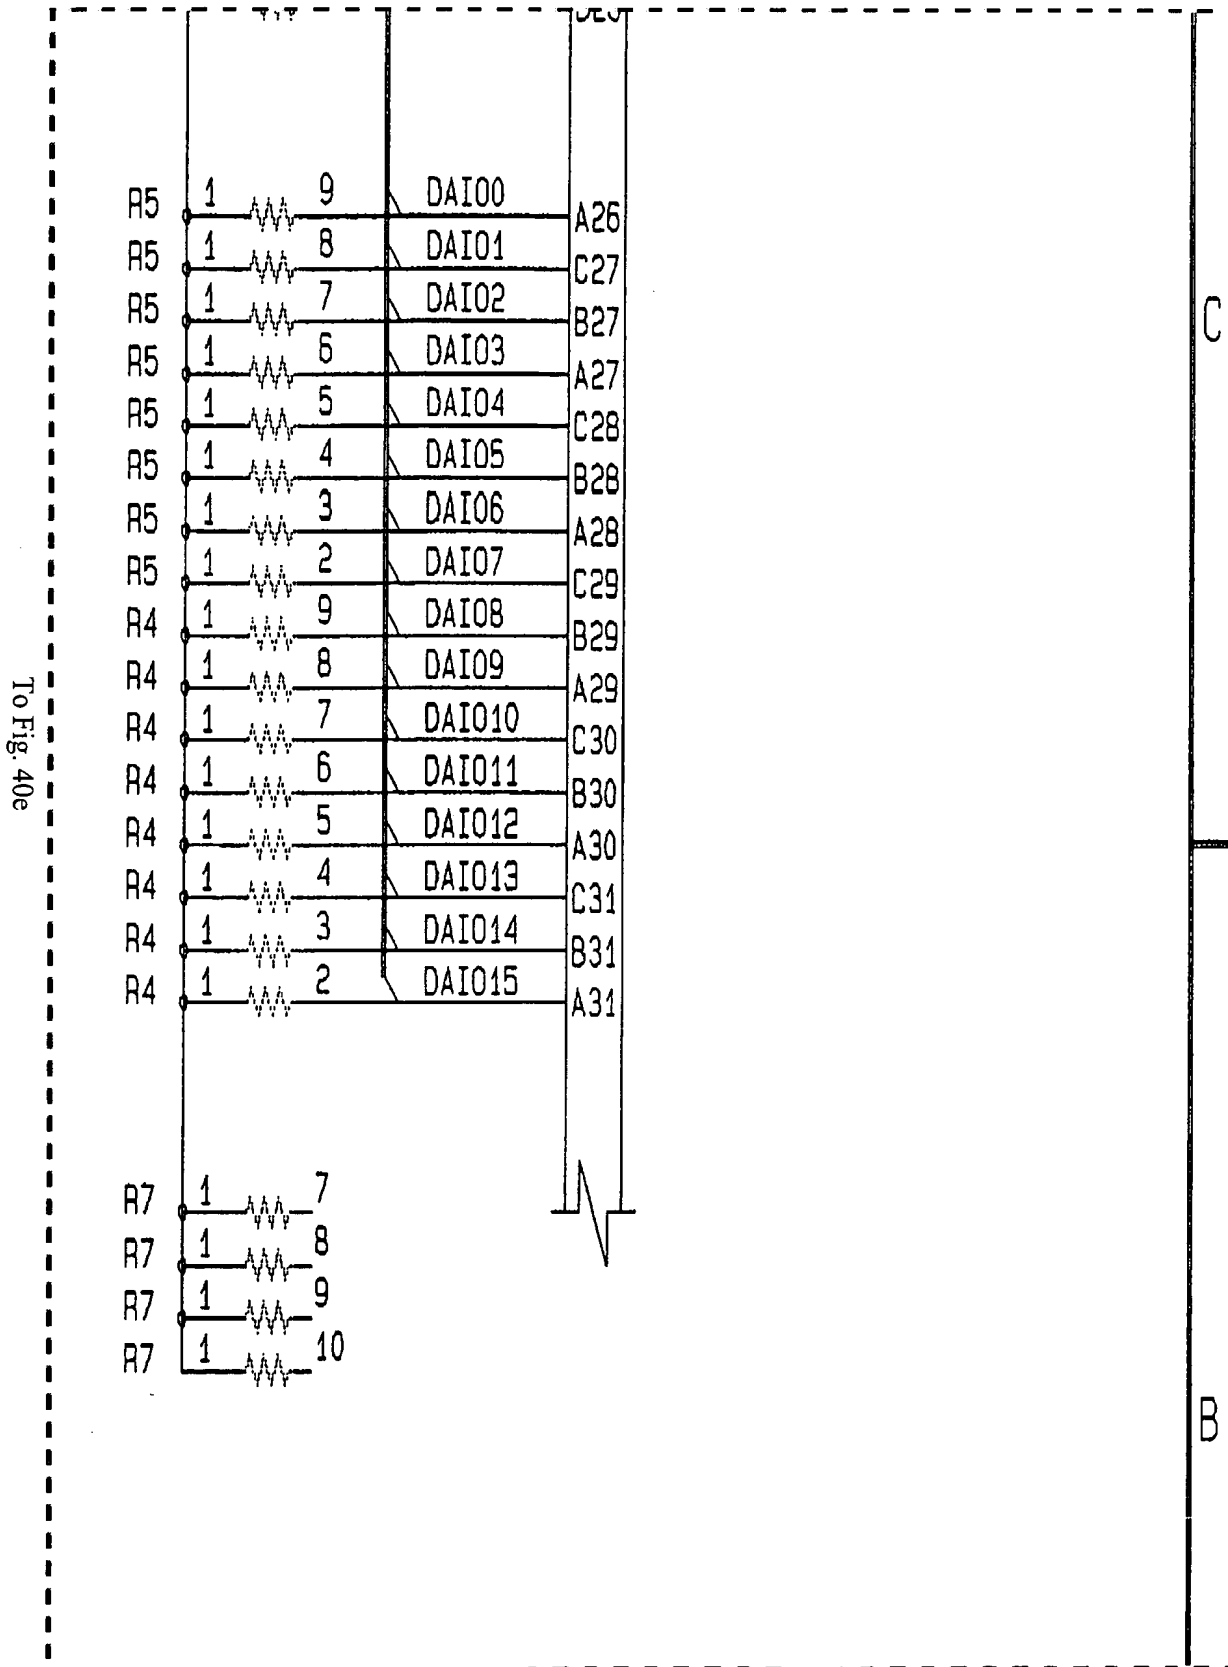 R5 1 9 DAI00 A26
R5 1 8 DAI01 C27
R5 1 7 DAI02 B27
C
R5 1 6 DAI03 A27
R5 1 5 DAI04 C28
R5 1 4 DAI05 B28
R5 1 3 DAI06 A28
R5 1 2 DAI07 C29
R4 1 9 DAI08 B29
R4 1 8 DAI09 A29
R4 1 7 DAI010 C30
To Fig. 40e
R4 1 6 DAI011 B30
R4 1 5 DAI012 A30
R4 1 4 DAI013 C31
R4 1 3 DAI014 B31
R4 1 2 DAI015 A31
R7 1 7
R7 1 8
R7 1 9
R7 1 10
B